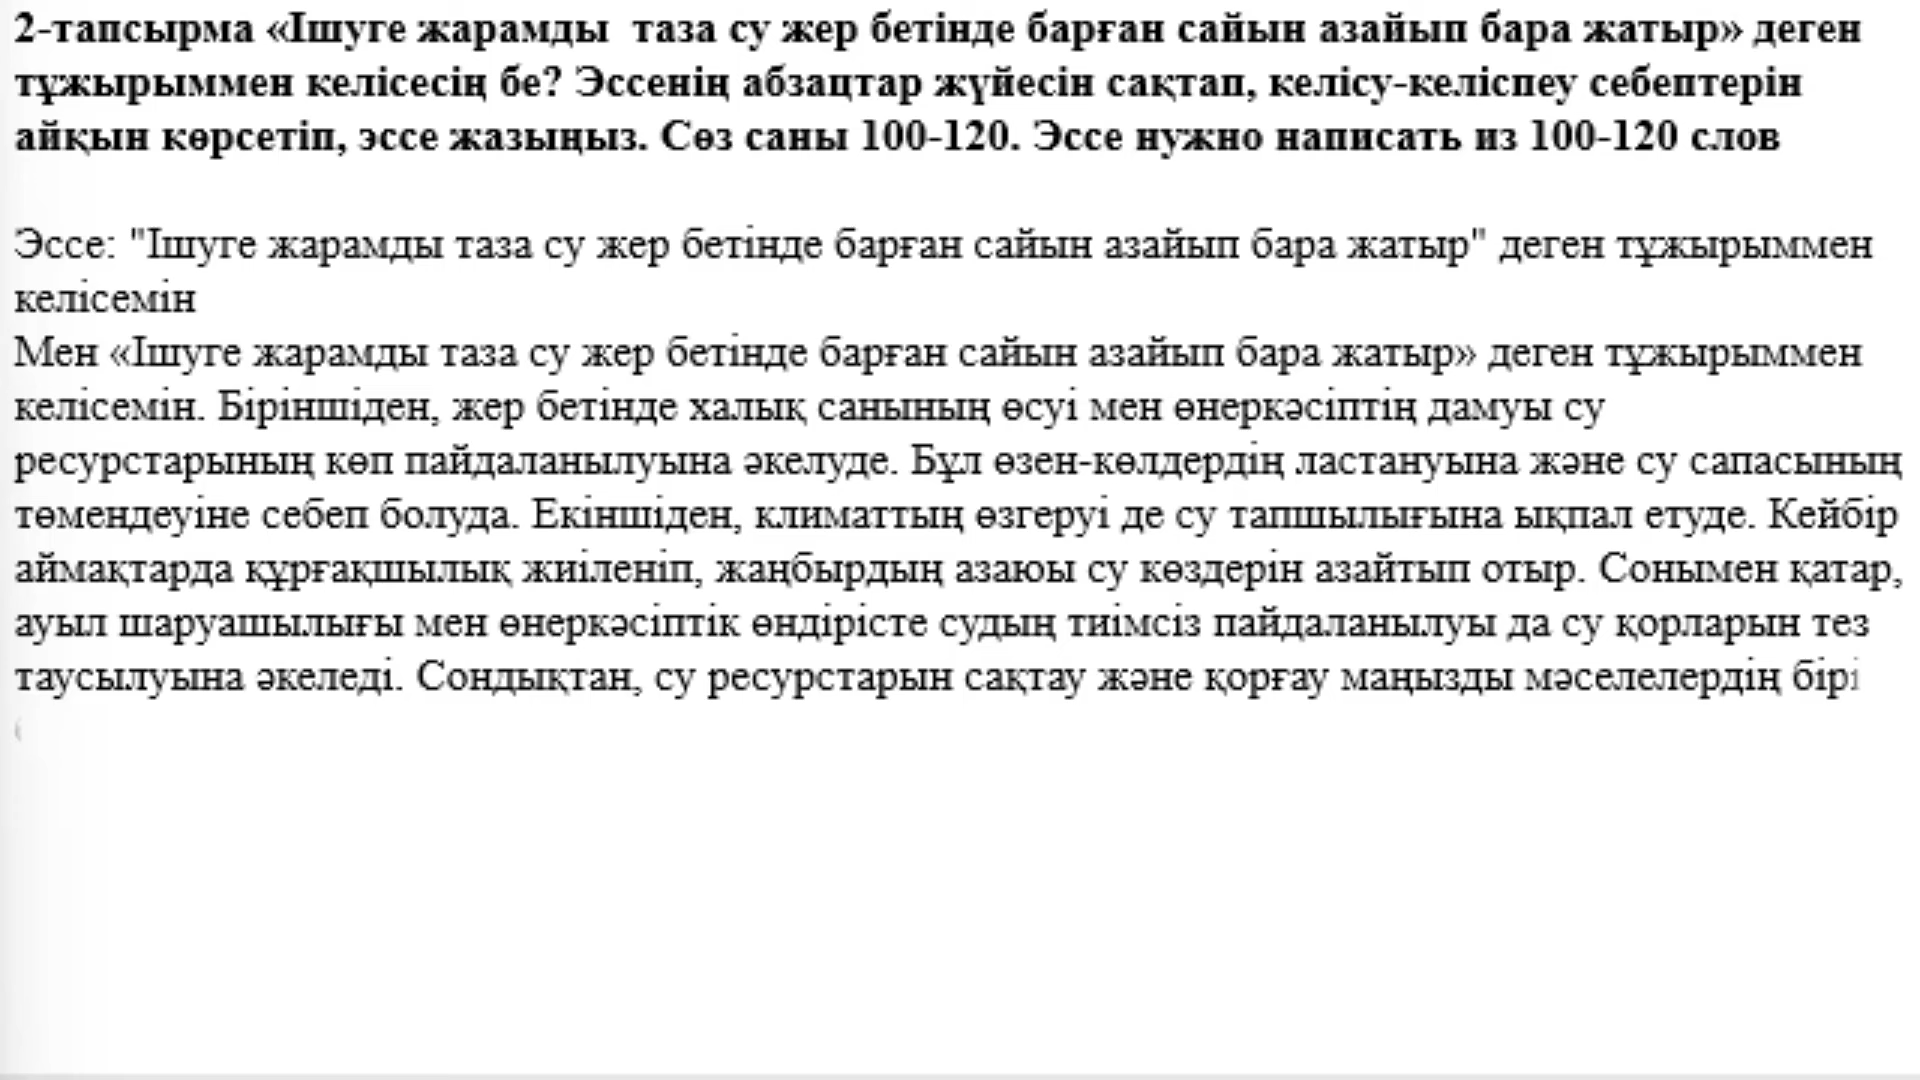 2-тапсырма «Ішуге жарамды  таза су жер бетінде барған сайын азайып бара жатыр» деген
тұжырыммен келісесің бе? Эссенің абзацтар жүйесін сақтап, келісу-келіспеу себептерін
айқын көрсетіп, эссе жазыңыз. Сөз саны 100-120. Эссе нужно написать из 100-120 слов
Эссе: "Ішуге жарамды таза су жер бетінде барған сайын азайып бара жатыр" деген тұжырыммен
келісемін
Мен «Ішуге жарамды таза су жер бетінде барған сайын азайып бара жатыр» деген тұжырыммен
келісемін. Біріншіден, жер бетінде халық санының өсуі мен өнеркәсіптің дамуы су
ресурстарының көп пайдаланылуына әкелуде. Бұл өзен-көлдердің ластануына және су сапасының
төмендеуіне себеп болуда. Екіншіден, климаттың өзгеруі де су тапшылығына ықпал етуде. Кейбір
аймақтарда құрғақшылық жиіленіп, жаңбырдың азаюы су көздерін азайтып отыр. Сонымен қатар,
ауыл шаруашылығы мен өнеркәсіптік өндірісте судың тиімсіз пайдаланылуы да су қорларын тез
таусылуына әкеледі. Сондықтан, су ресурстарын сақтау және қорғау маңызды мәселелердің бірі